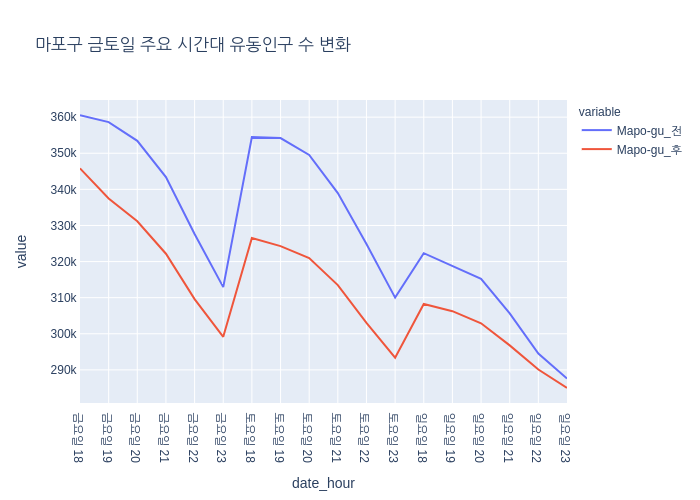 마포구 금토일 주요 시간대 유동인구 수 변화
variable
Mapo-gu_전
Mapo-gu_후
360k
350k
340k
330k
320k
310k
300k
290k
value
금요일 18
금요일 19
금요일 20
금요일 21
금요일 22
금요일 23
토요일 18
토요일 19
토요일 20
토요일 21
토요일 22
토요일 23
일요일 18
일요일 19
일요일 20
일요일 21
일요일 22
일요일 23
date_hour